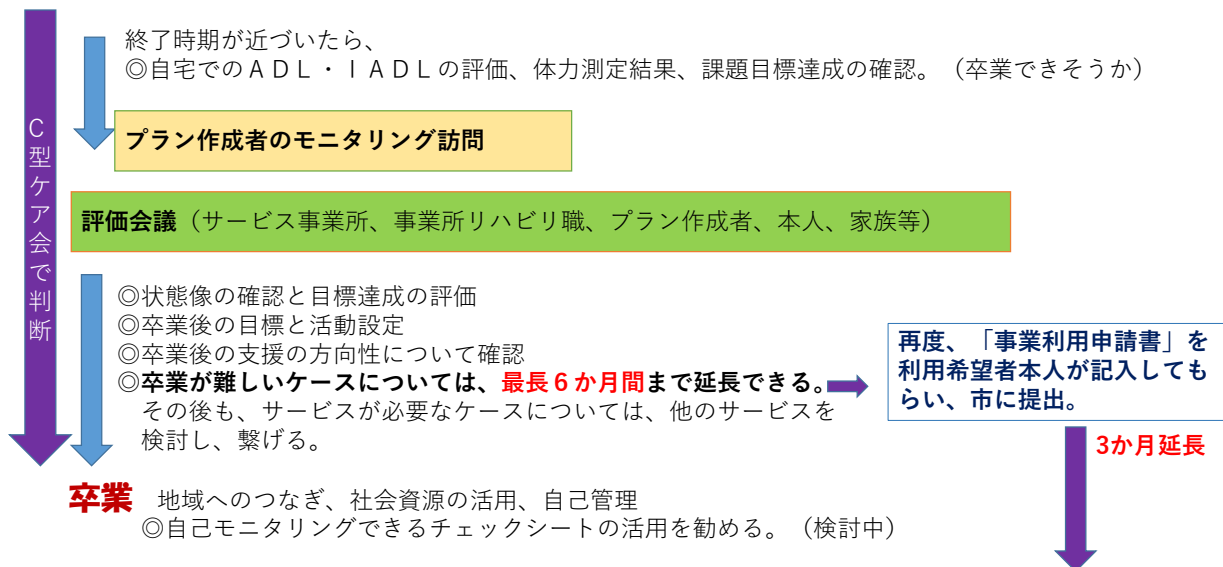 Ｃ型ケア会で判断
終了時期が近づいたら、
◎自宅でのＡＤＬ・ＩＡＤＬの評価、体力測定結果、課題目標達成の確認。（卒業できそうか）
プラン作成者のモニタリング訪問
評価会議（サービス事業所、事業所リハビリ職、プラン作成者、本人、家族等）
◎状態像の確認と目標達成の評価
◎卒業後の目標と活動設定
◎卒業後の支援の方向性について確認
◎卒業が難しいケースについては、最長６か月間まで延長できる。
その後も、サービスが必要なケースについては、他のサービスを
検討し、繋げる。
再度、「事業利用申請書」を
利用希望者本人が記入しても
らい、市に提出。
3か月延長
卒業　地域へのつなぎ、社会資源の活用、自己管理
◎自己モニタリングできるチェックシートの活用を勧める。（検討中）